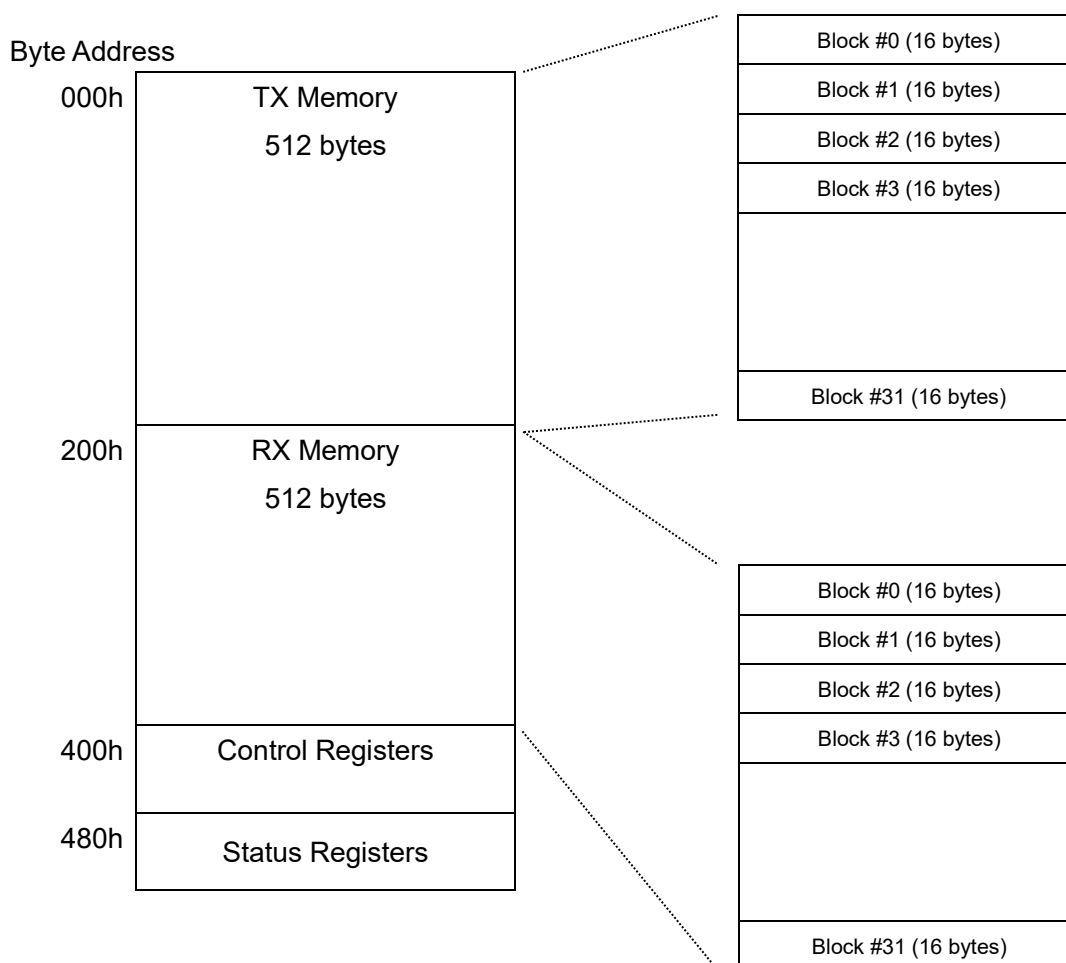 Byte Address
000h
TX Memory
512 bytes
200h
RX Memory
512 bytes
400h
Control Registers
480h
Status Registers
Block #0 (16 bytes)
Block #1 (16 bytes)
Block #2 (16 bytes)
Block #3 (16 bytes)
Block #31 (16 bytes)
Block #0 (16 bytes)
Block #1 (16 bytes)
Block #2 (16 bytes)
Block #3 (16 bytes)
Block #31 (16 bytes)